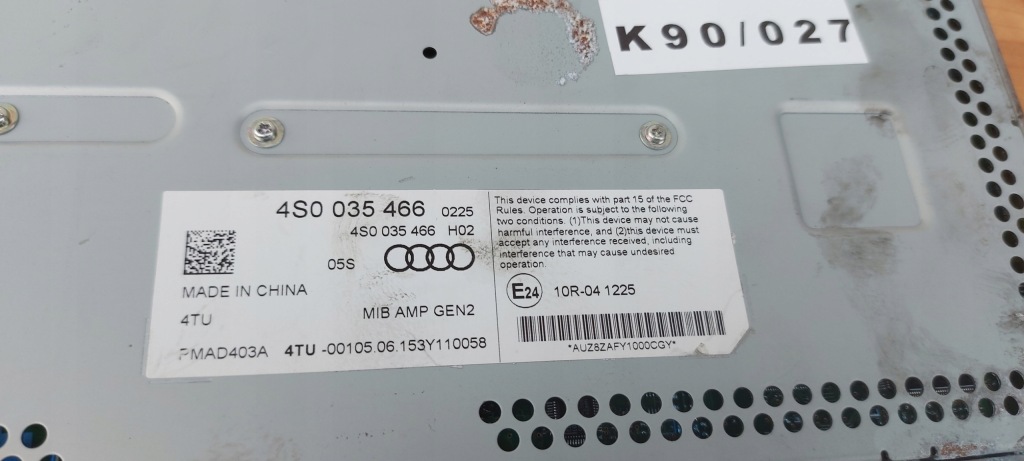 K90/027
4S0 035 466 0225
4S0 035 466 H02
05S
MADE IN CHINA
4TU
MIB AMP GEN2
PMAD403A 4TU -00105.06.153Y110058
This device complies with part 15 of the FCC
Rules. Operation is subject to the following
two conditions. (1)This device may not cause
harmful interference, and (2)this device must
accept any interference received, including
interference that may cause undesired
operation.
E24 10R-04 1225
*AUZ8ZAFY1000CGY*